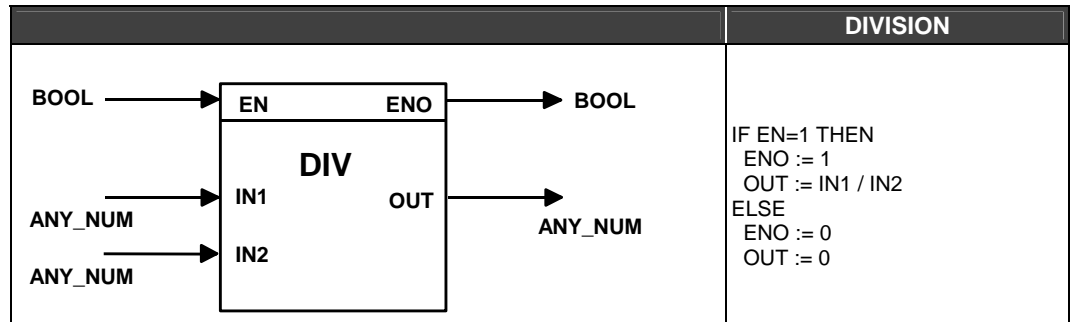 DIVISION
BOOL EN ENO BOOL
DIV
IN1 OUT
ANY_NUM ANY_NUM
IN2
ANY_NUM
IF EN=1 THEN
ENO := 1
OUT := IN1 / IN2
ELSE
ENO := 0
OUT := 0